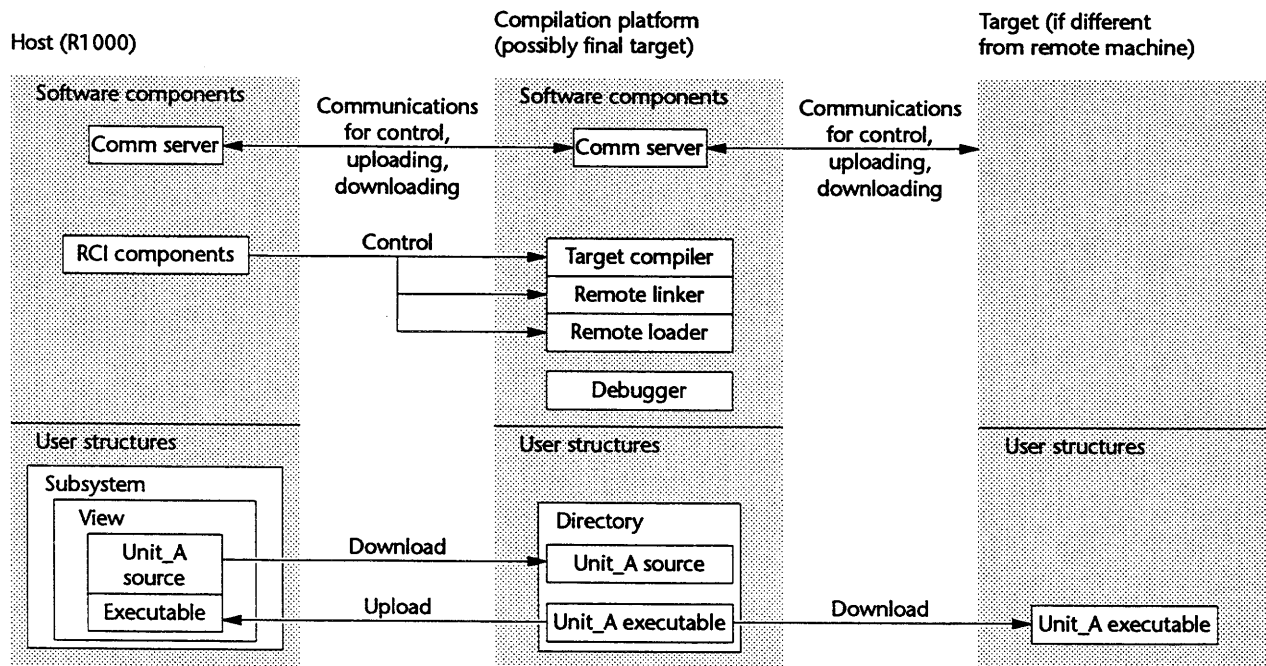 Host (R1000)
Compilation platform
(possibly final target)
Target (if different
from remote machine)
Software components
Comm server
RCI components
Communications
for control,
uploading,
downloading
Control
Software components
Comm server
Target compiler
Remote linker
Remote loader
Debugger
Communications
for control,
uploading,
downloading
User structures
Subsystem
View
Unit_A
source
Executable
Download
Upload
User structures
Directory
Unit_A source
Unit_A executable
Download
User structures
Unit_A executable